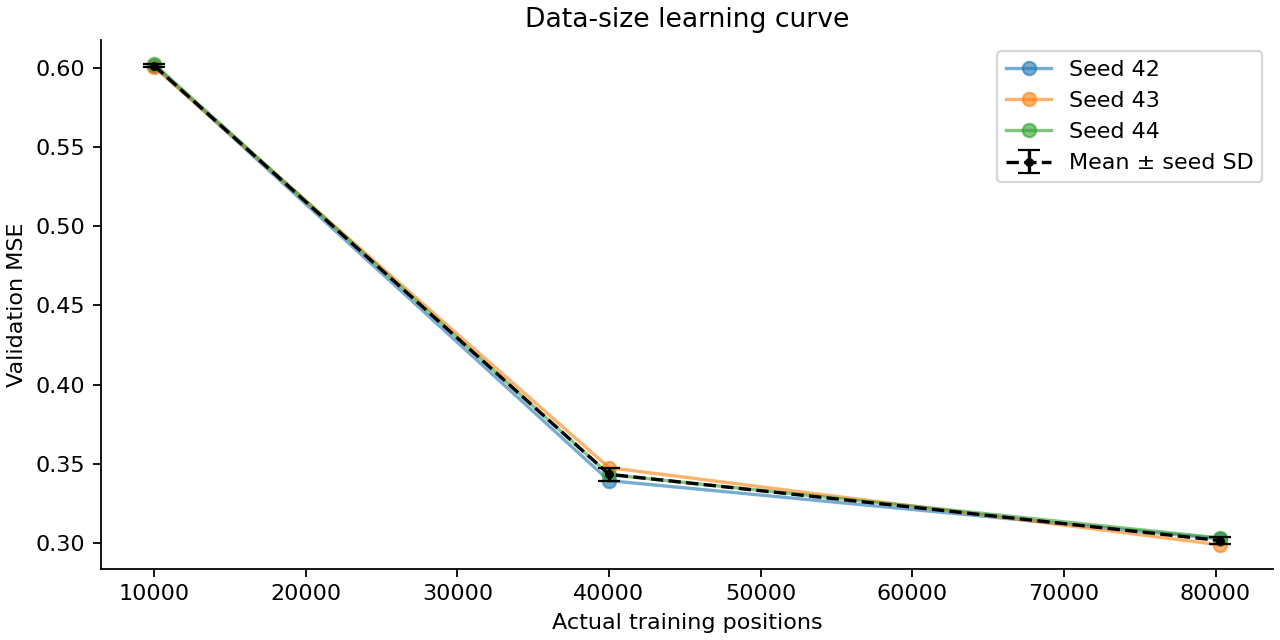 Data-size learning curve
Seed 42
Seed 43
Seed 44
Mean ± seed SD
Validation MSE
0.60
0.55
0.50
0.45
0.40
0.35
0.30
10000 20000 30000 40000 50000 60000 70000 80000
Actual training positions